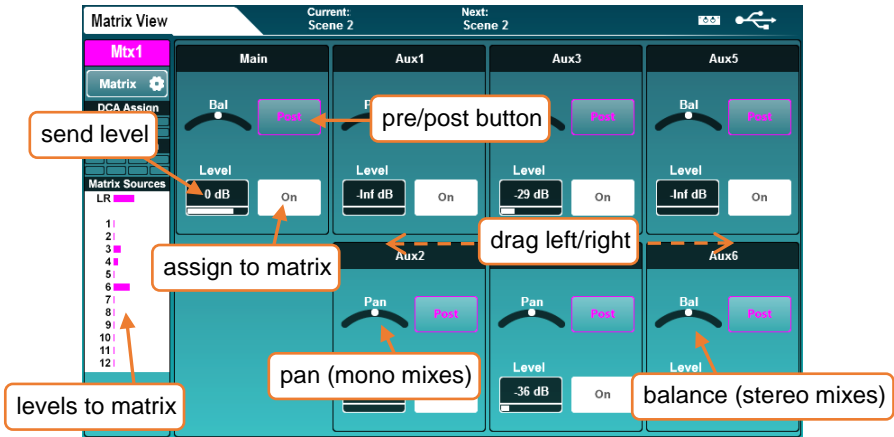 Matrix View
Current:
Scene 2
Next:
Scene 2
Mtx1
Matrix
DCA Assign
Matrix Sources
LR
1
2
3
4
5
6
7
8
9
10
11
12
Main
Bal
Post
Level
0 dB
On
Aux1
Level
-Inf dB
On
Aux3
Post
Level
-29 dB
On
Aux5
Bal
Post
Level
-Inf dB
On
Aux2
Pan
Post
Pan
Post
Level
-36 dB
On
Aux6
Bal
Post
Level
send level
pre/post button
assign to matrix
drag left/right
pan (mono mixes)
balance (stereo mixes)
levels to matrix